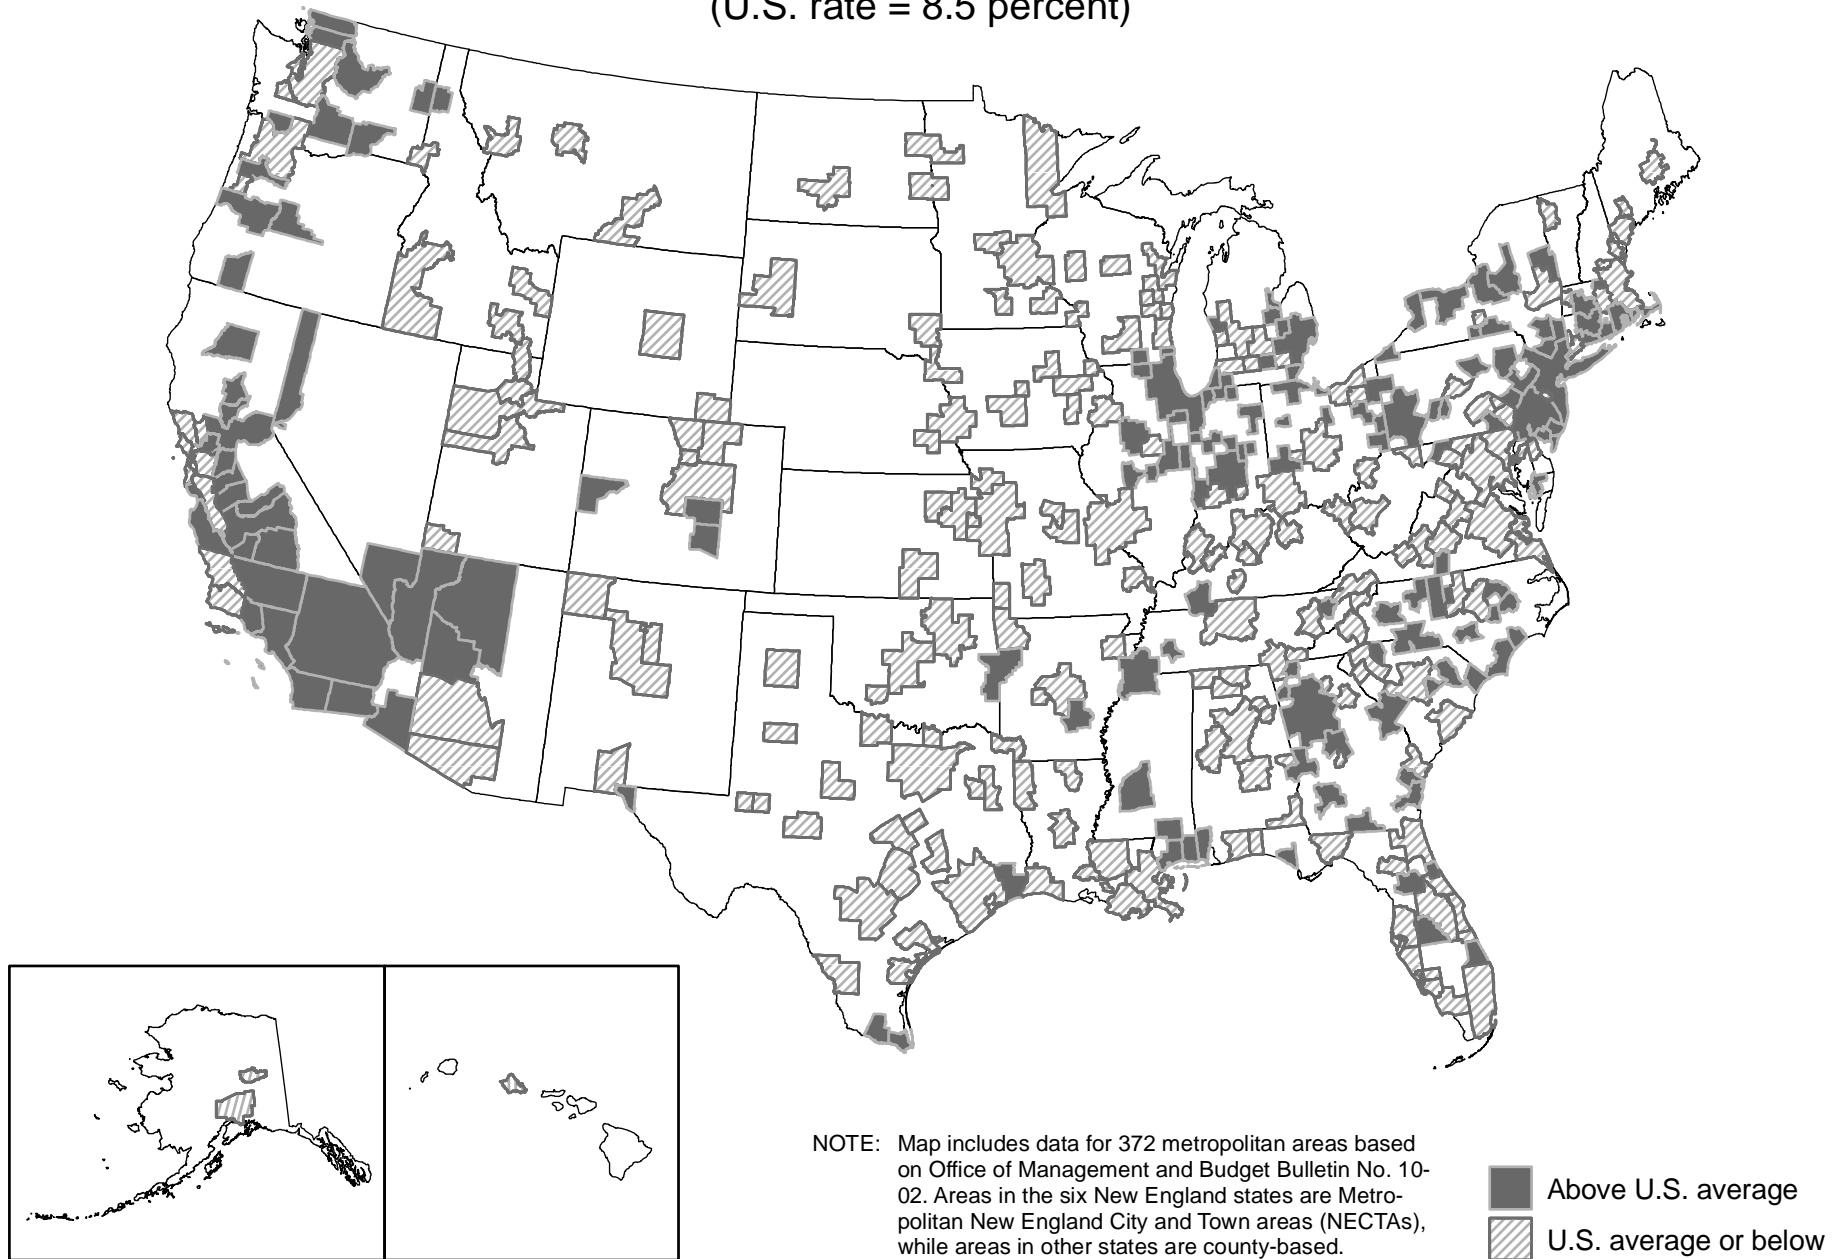 (U.S. rate = 8.5 percent)
NOTE: Map includes data for 372 metropolitan areas based
on Office of Management and Budget Bulletin No. 10-
02. Areas in the six New England states are Metro-
politan New England City and Town areas (NECTAs),
while areas in other states are county-based.
Above U.S. average
U.S. average or below